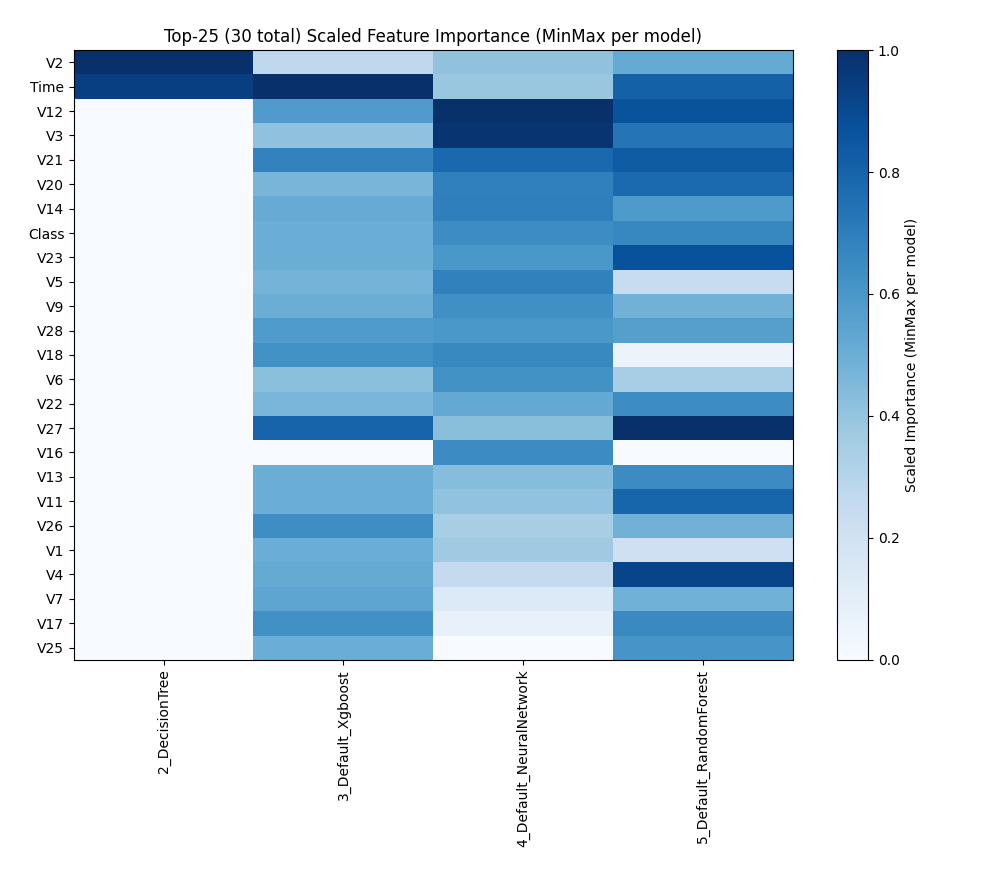 Top-25 (30 total) Scaled Feature Importance (MinMax per model)
V2
Time
V12
V3
V21
V20
V14
Class
V23
V5
V9
V28
V18
V6
V22
V27
V16
V13
V11
V26
V1
V4
V7
V17
V25
2_DecisionTree
3_Default_Xgboost
4_Default_NeuralNetwork
5_Default_RandomForest
1.0
0.8
0.6
0.4
0.2
0.0
Scaled Importance (MinMax per model)